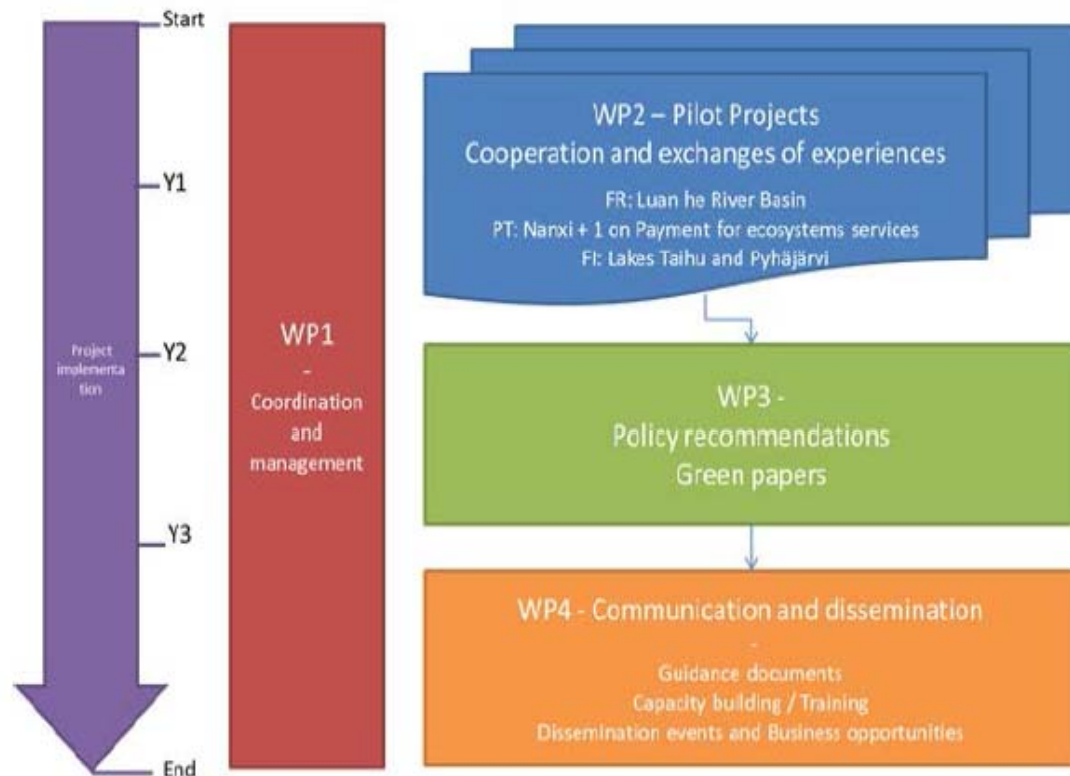 Start
Y1
Y2
Y3
End
Project
implementa
tion
WP1
-
Coordination
and
management
WP2 – Pilot Projects
Cooperation and exchanges of experiences
FR: Luan he River Basin
PT: Nanxi + 1 on Payment for ecosystems services
FI: Lakes Taihu and Pyhäjärvi
WP3 -
Policy recommendations
Green papers
WP4 - Communication and dissemination
-
Guidance documents
Capacity building / Training
Dissemination events and Business opportunities